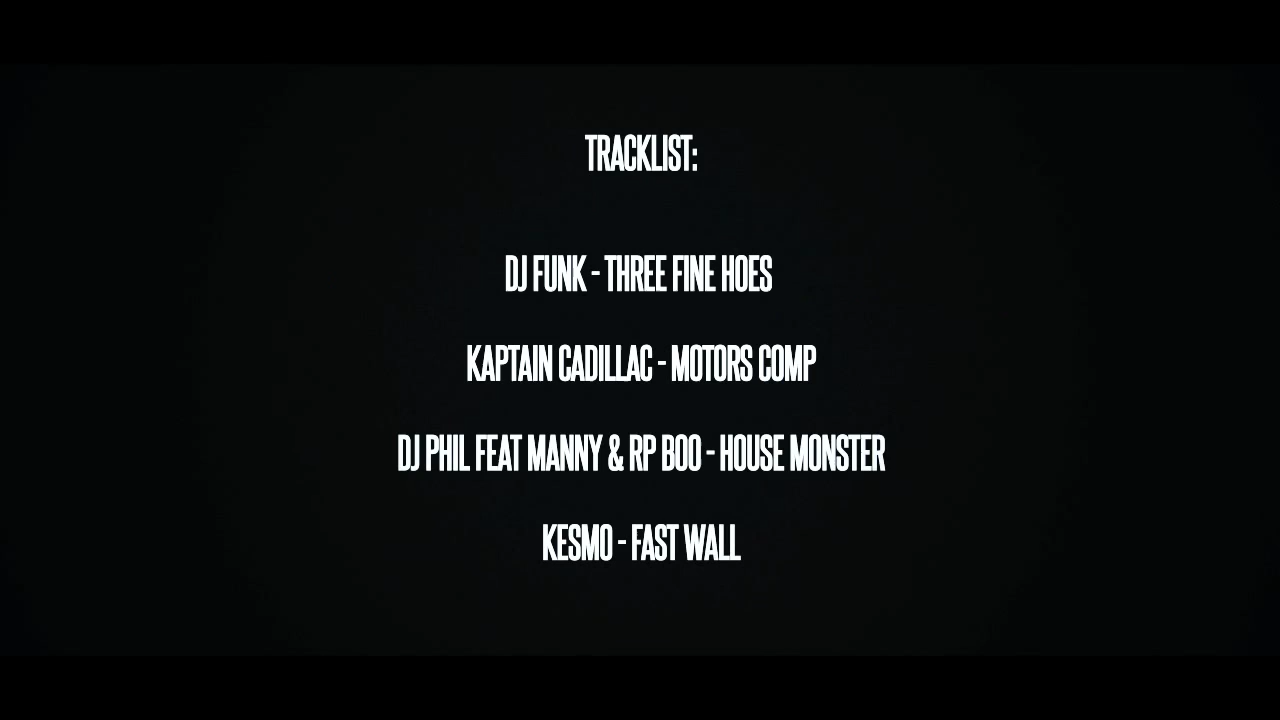 TRACKLIST:
DJ FUNK - THREE FINE HOES
KAPTAIN CADILLAC - MOTORS COMP
DJ PHIL FEAT MANNY & RP BOO - HOUSE MONSTER
KESMO - FAST WALL